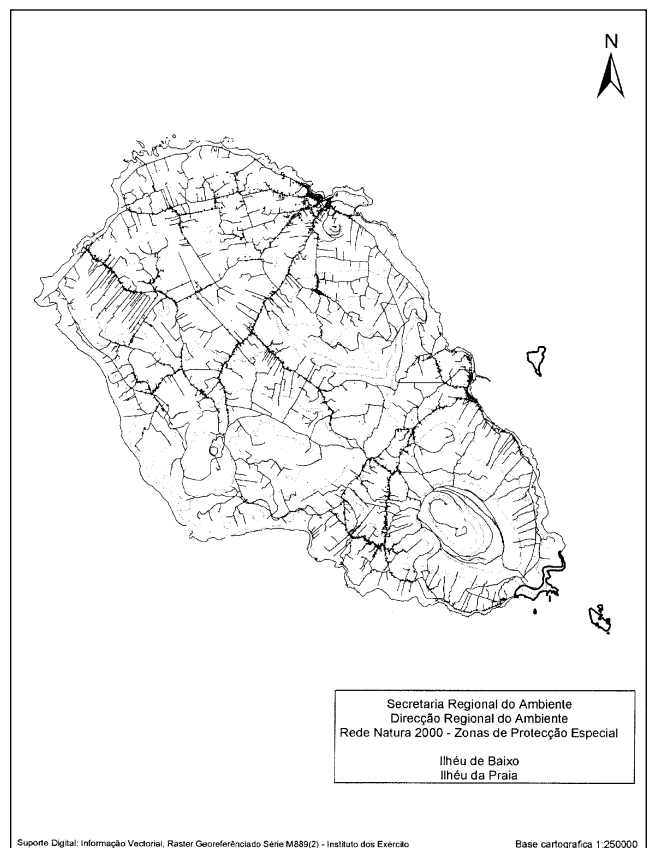 N
Secretaria Regional do Ambiente
Direcção Regional do Ambiente
Rede Natura 2000 - Zonas de Protecção Especial
Ilhéu de Baixo
Ilhéu da Praia
Suporte Digital: Informação Vectorial, Raster Georeferênciado Série M889(2) - Instituto dos Exército
Base cartografica 1:250000